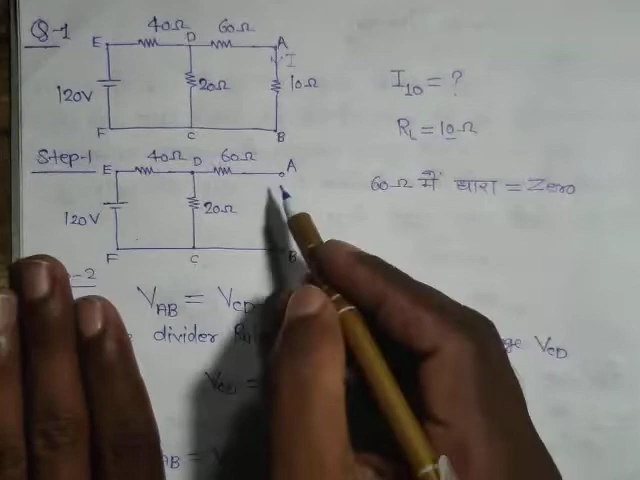 Q-1
40Ω 60Ω
E D A
I
120V 20Ω 10Ω
F C B
I10 = ?
RL = 10Ω
Step-1
40Ω 60Ω
E D A
120V 20Ω
F C B
60Ω में धारा = Zero
-2
VAB = VCD
divider VCD